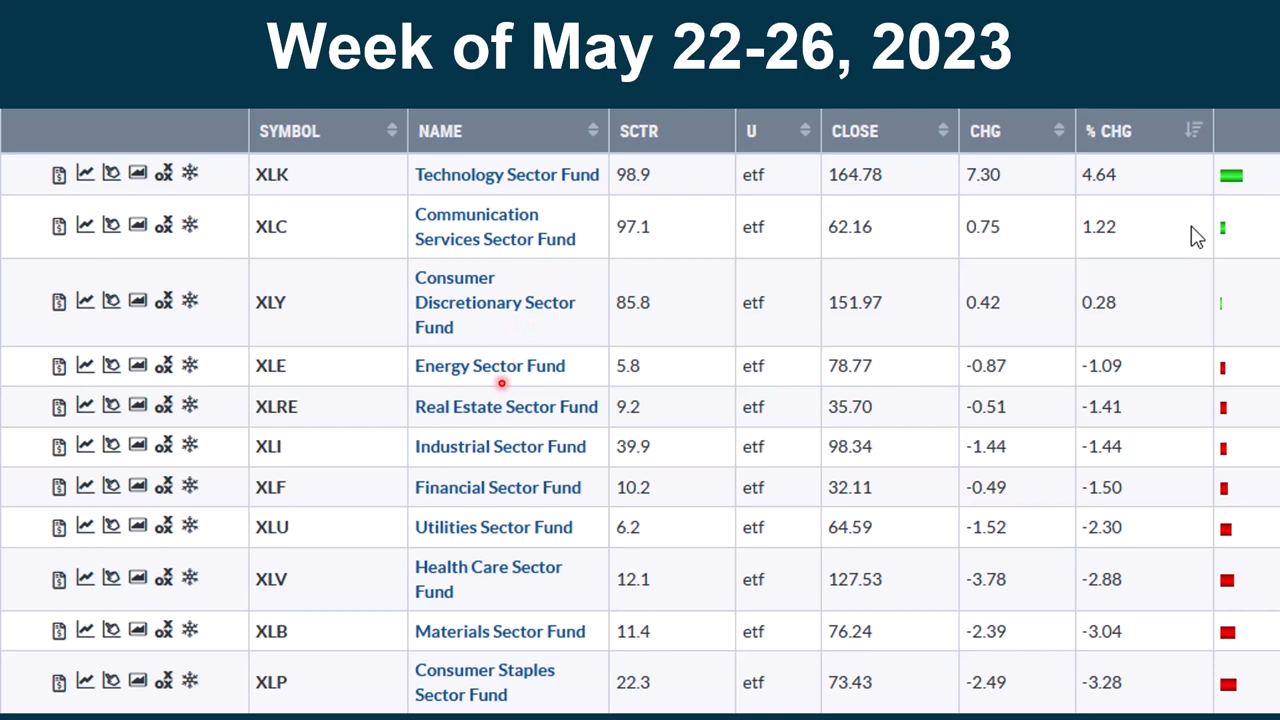 Week of May 22-26, 2023
SYMBOL NAME SCTR U CLOSE CHG % CHG
XLK Technology Sector Fund 98.9 etf 164.78 7.30 4.64
XLC Communication Services Sector Fund 97.1 etf 62.16 0.75 1.22
XLY Consumer Discretionary Sector Fund 85.8 etf 151.97 0.42 0.28
XLE Energy Sector Fund 5.8 etf 78.77 -0.87 -1.09
XLRE Real Estate Sector Fund 9.2 etf 35.70 -0.51 -1.41
XLI Industrial Sector Fund 39.9 etf 98.34 -1.44 -1.44
XLF Financial Sector Fund 10.2 etf 32.11 -0.49 -1.50
XLU Utilities Sector Fund 6.2 etf 64.59 -1.52 -2.30
XLV Health Care Sector Fund 12.1 etf 127.53 -3.78 -2.88
XLB Materials Sector Fund 11.4 etf 76.24 -2.39 -3.04
XLP Consumer Staples Sector Fund 22.3 etf 73.43 -2.49 -3.28